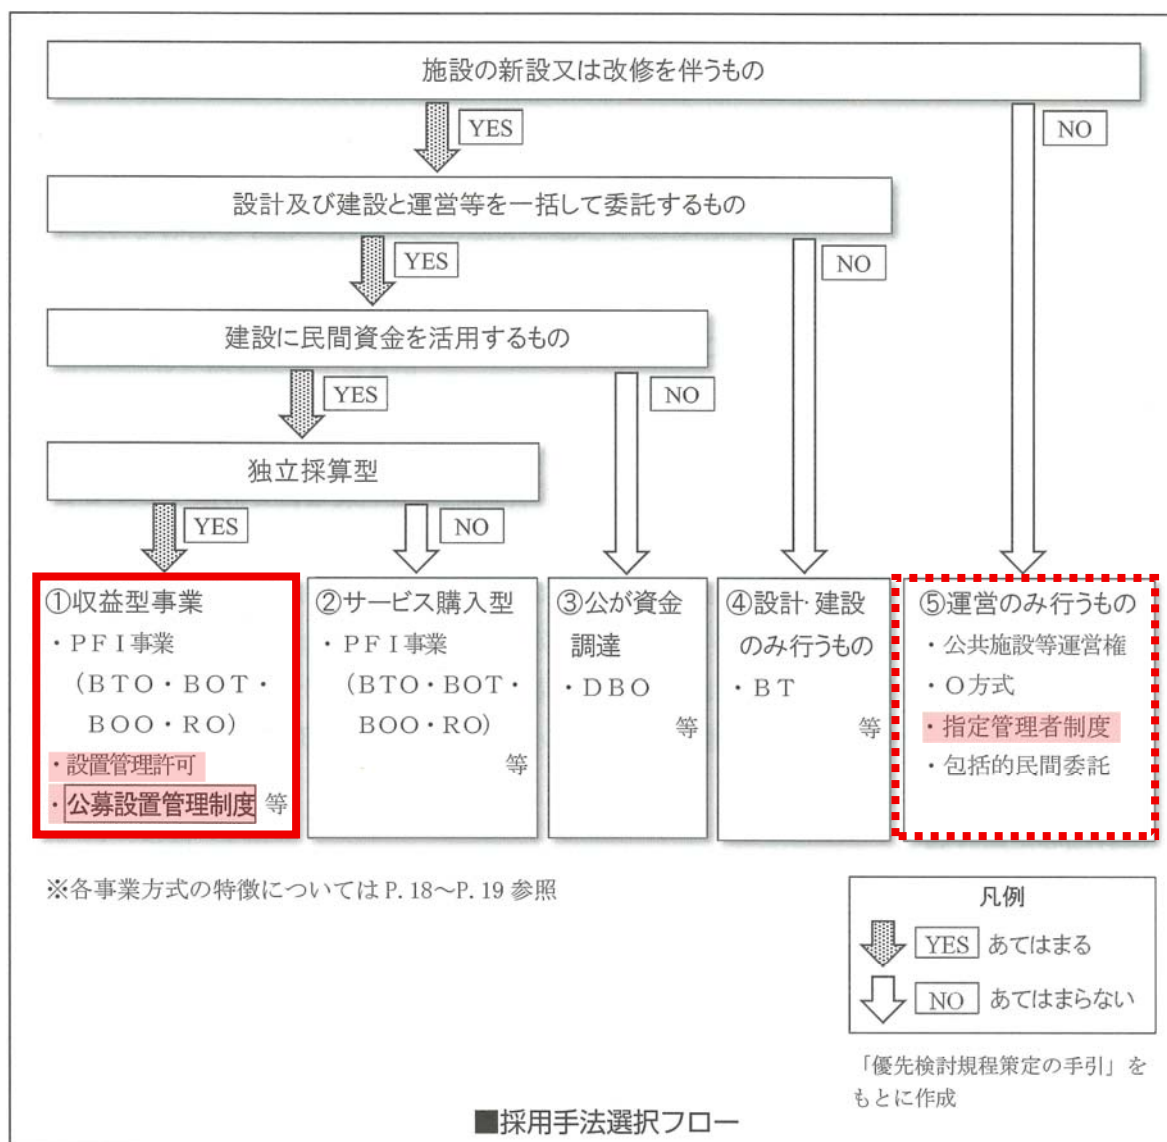 施設の新設又は改修を伴うもの
YES
NO
設計及び建設と運営等を一括して委託するもの
YES
NO
建設に民間資金を活用するもの
YES
NO
独立採算型
YES
NO
①収益型事業
・PFI事業
(BTO・BOT・
BOO・RO)
・設置管理許可
・公募設置管理制度 等
②サービス購入型
・PFI事業
(BTO・BOT・
BOO・RO)
等
③公が資金
調達
・DBO
等
④設計・建設
のみ行うもの
・BT
等
⑤運営のみ行うもの
・公共施設等運営権
・O方式
・指定管理者制度
・包括的民間委託
※各事業方式の特徴については P.18～P.19 参照
凡例
YES あてはまる
NO あてはまらない
「優先検討規程策定の手引」を
もとに作成
■採用手法選択フロー